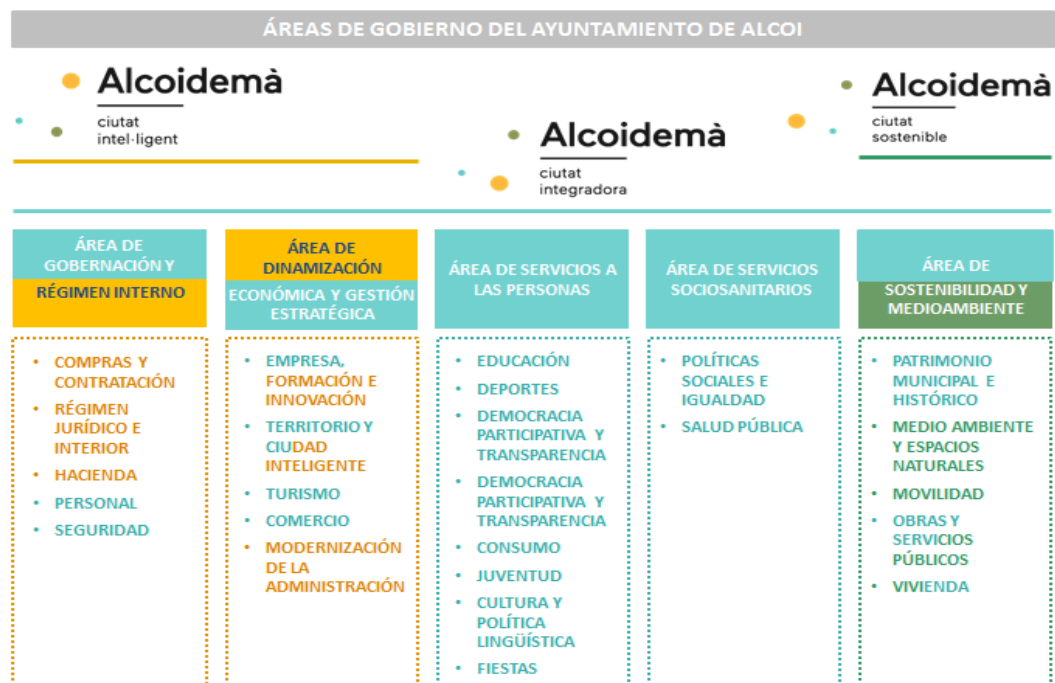 ÁREAS DE GOBIERNO DEL AYUNTAMIENTO DE ALCOI
Alcoidemà
ciutat
intel·ligent
Alcoidemà
ciutat
integradora
Alcoidemà
ciutat
sostenible
ÁREA DE
GOBERNACIÓN Y
RÉGIMEN INTERNO
• COMPRAS Y
CONTRATACIÓN
• RÉGIMEN
JURÍDICO E
INTERIOR
• HACIENDA
• PERSONAL
• SEGURIDAD
ÁREA DE
DINAMIZACIÓN
ECONÓMICA Y GESTIÓN
ESTRATÉGICA
• EMPRESA,
FORMACIÓN E
INNOVACIÓN
• TERRITORIO Y
CIUDAD
INTELIGENTE
• TURISMO
• COMERCIO
• MODERNIZACIÓN
DE LA
ADMINISTRACIÓN
ÁREA DE SERVICIOS A
LAS PERSONAS
• EDUCACIÓN
• DEPORTES
• DEMOCRACIA
PARTICIPATIVA Y
TRANSPARENCIA
• DEMOCRACIA
PARTICIPATIVA Y
TRANSPARENCIA
• CONSUMO
• JUVENTUD
• CULTURA Y
POLÍTICA
LINGÜÍSTICA
• FIESTAS
ÁREA DE SERVICIOS
SOCIOSANITARIOS
• POLÍTICAS
SOCIALES E
IGUALDAD
• SALUD PÚBLICA
ÁREA DE
SOSTENIBILIDAD Y
MEDIOAMBIENTE
• PATRIMONIO
MUNICIPAL E
HISTÓRICO
• MEDIO AMBIENTE
Y ESPACIOS
NATURALES
• MOVILIDAD
• OBRAS Y
SERVICIOS
PÚBLICOS
• VIVIENDA